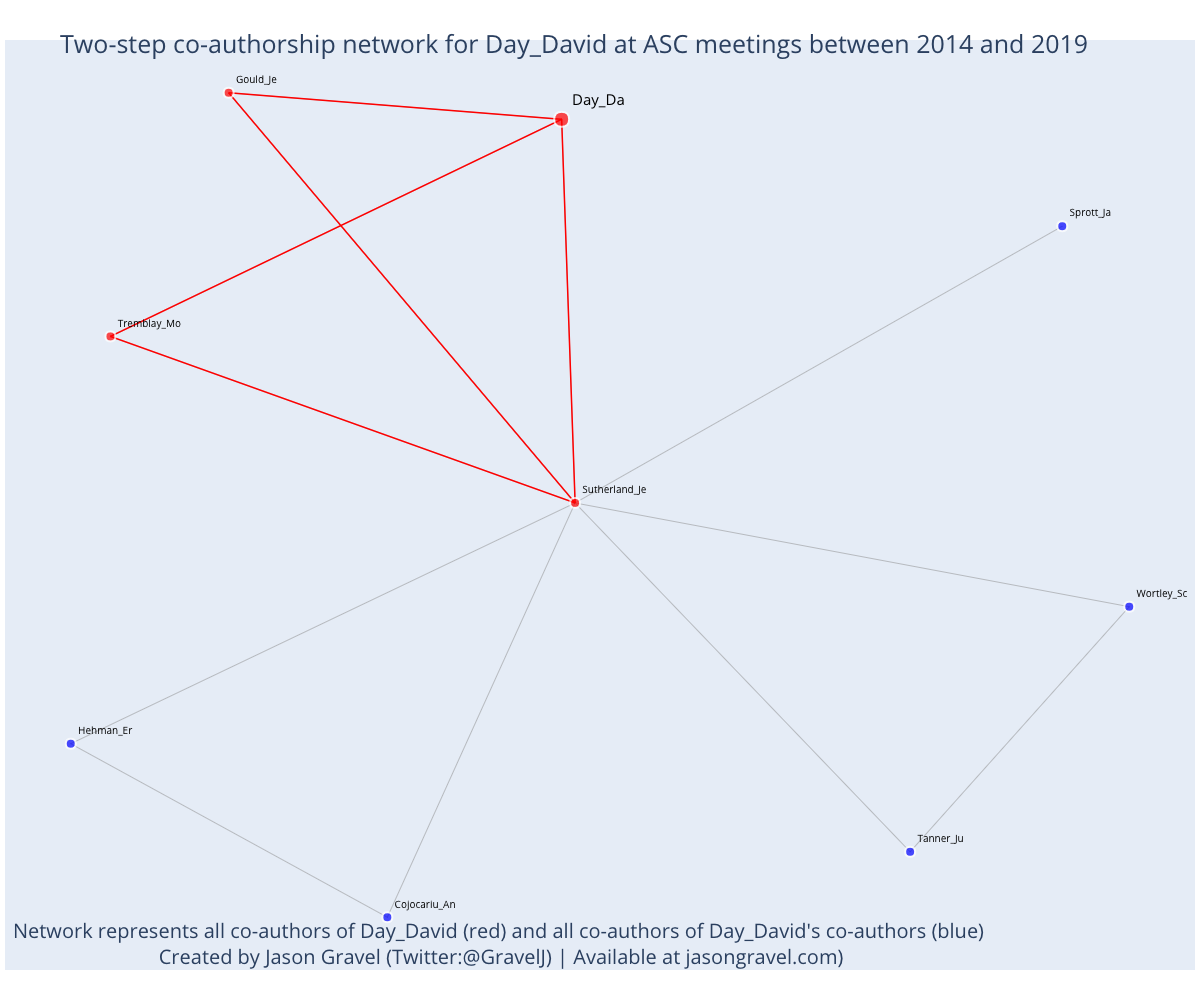 Two-step co-authorship network for Day_David at ASC meetings between 2014 and 2019
Gould_Je
Day_Da
Sprott_Ja
Tremblay_Mo
Sutherland_Je
Wortley_Sc
Hehman_Er
Tanner_Ju
Cojocariu_An
Network represents all co-authors of Day_David (red) and all co-authors of Day_David's co-authors (blue)
Created by Jason Gravel (Twitter:@GravelJ) | Available at jasongravel.com)